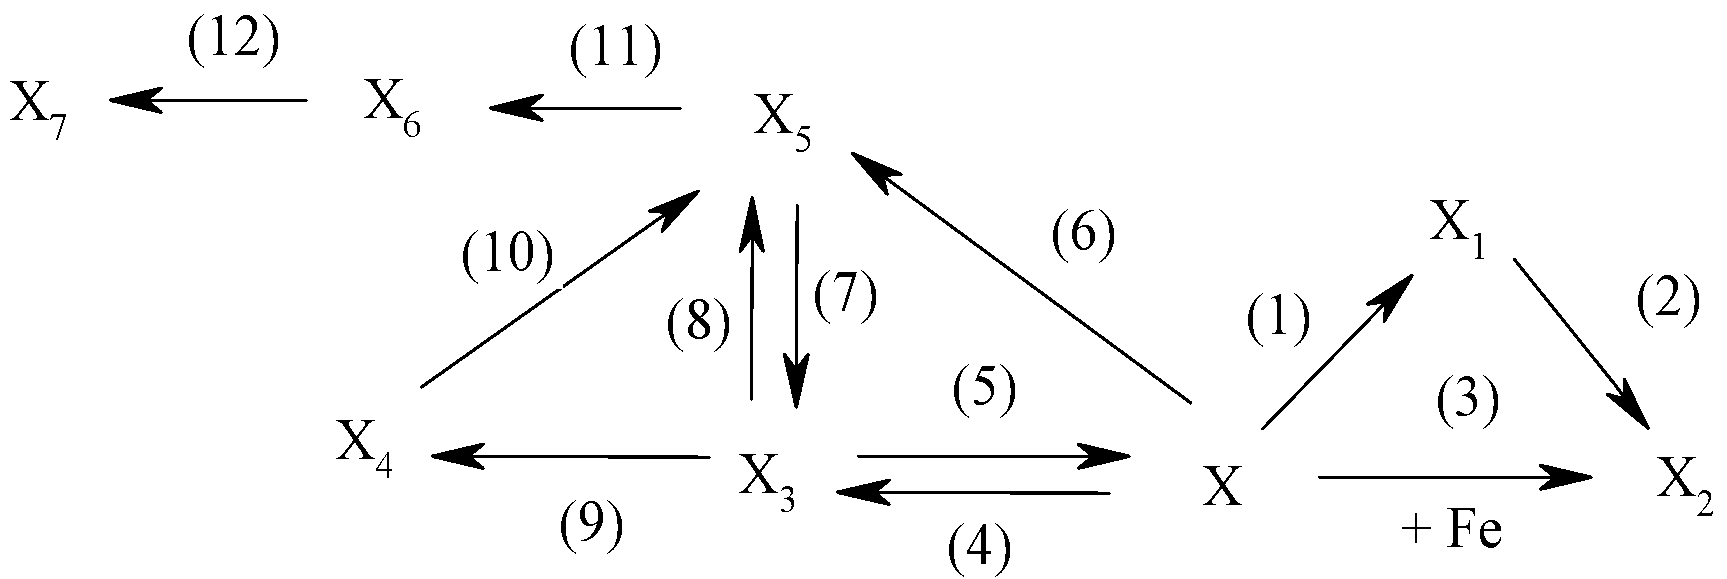 (12) (11)
X₇ X₆ X₅
X₁
(10) (6)
(8) (7) (1) (2)
(5) (3)
X₄ X₃ X X₂
(9) (4) + Fe